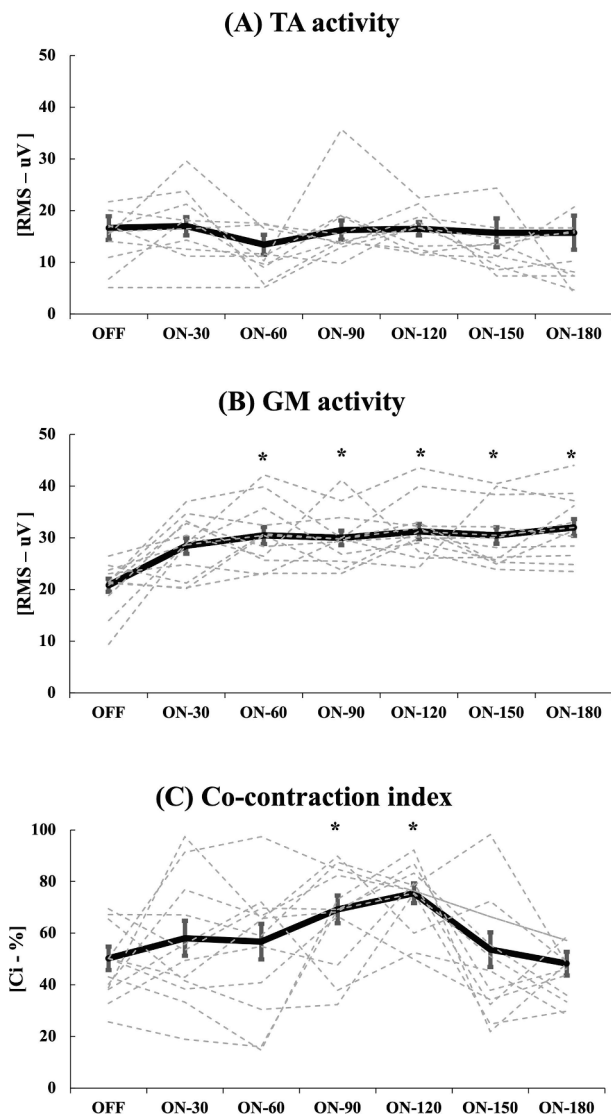 (A) TA activity
50
40
30
20
10
0
[RMS – uV ]
OFF ON-30 ON-60 ON-90 ON-120 ON-150 ON-180
(B) GM activity
50
40
30
20
10
0
[RMS – uV]
* * * * *
OFF ON-30 ON-60 ON-90 ON-120 ON-150 ON-180
(C) Co-contraction index
100
80
60
40
20
0
[Ci - %]
* *
OFF ON-30 ON-60 ON-90 ON-120 ON-150 ON-180